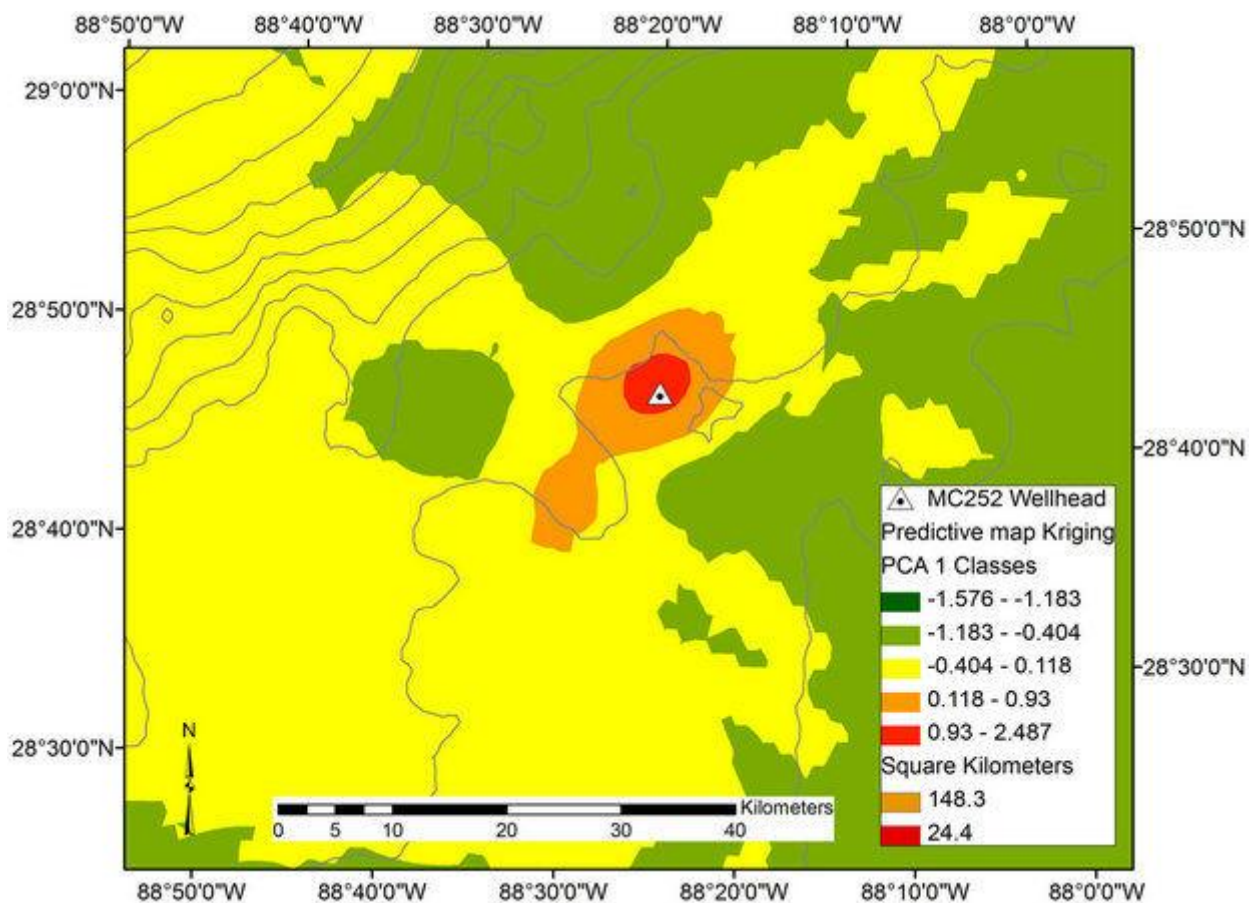 88°50'0"W 88°40'0"W 88°30'0"W 88°20'0"W 88°10'0"W 88°0'0"W
29°0'0"N
28°50'0"N
28°50'0"N
28°40'0"N
28°40'0"N
28°30'0"N
28°30'0"N
MC252 Wellhead
Predictive map Kriging
PCA 1 Classes
-1.576 - -1.183
-1.183 - -0.404
-0.404 - 0.118
0.118 - 0.93
0.93 - 2.487
Square Kilometers
148.3
24.4
N
Kilometers
0 5 10 20 30 40
88°50'0"W 88°40'0"W 88°30'0"W 88°20'0"W 88°10'0"W 88°0'0"W